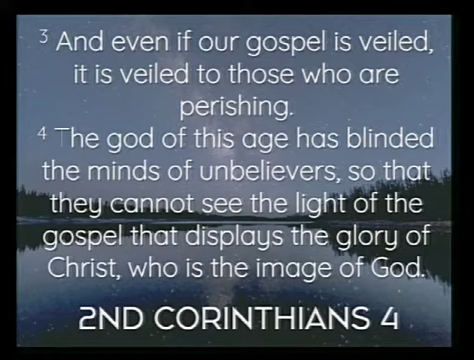 3 And even if our gospel is veiled,
it is veiled to those who are
perishing.
4 The god of this age has blinded
the minds of unbelievers, so that
they cannot see the light of the
gospel that displays the glory of
Christ, who is the image of God.
2ND CORINTHIANS 4